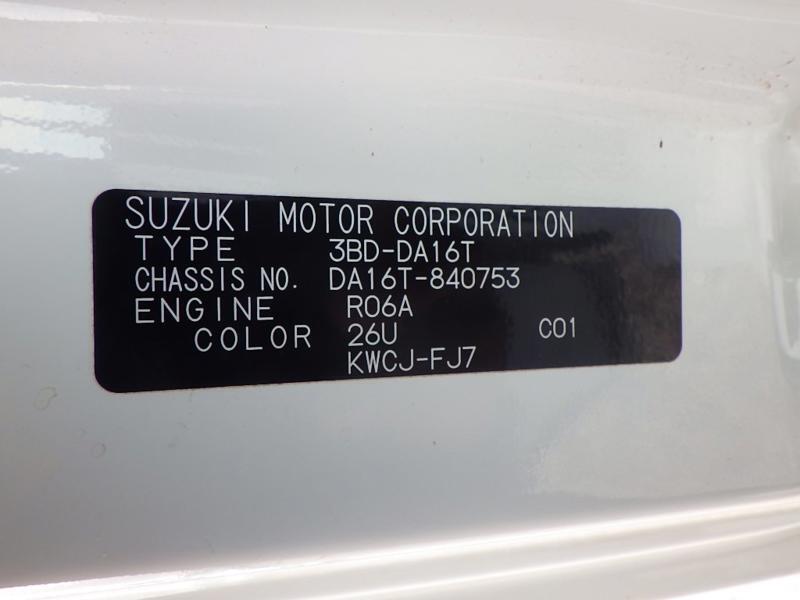 SUZUKI MOTOR CORPORATION
TYPE 3BD-DA16T
CHASSIS NO. DA16T-840753
ENGINE R06A
COLOR 26U C01
KWCJ-FJ7